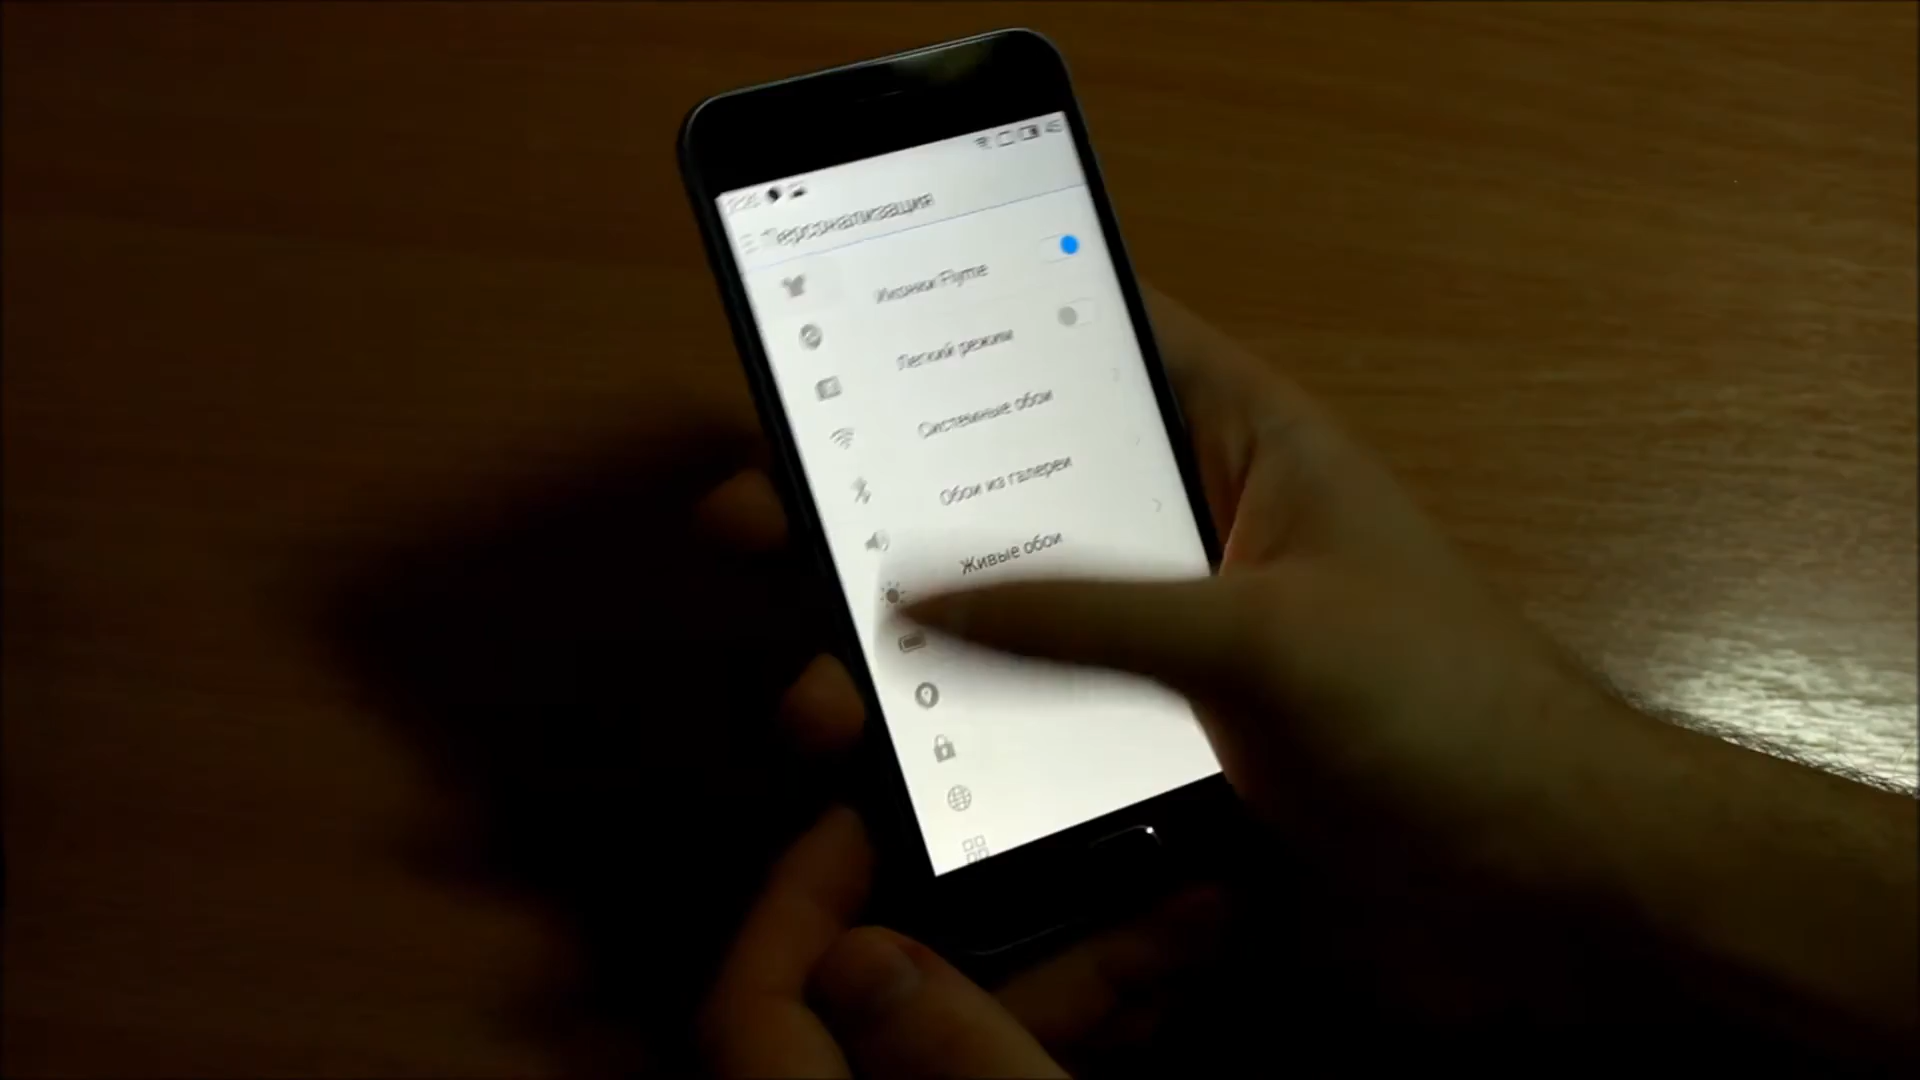 Персонализация
Иконки Flyme
Легкий режим
Системные обои
Обои из галереи
Живые обои